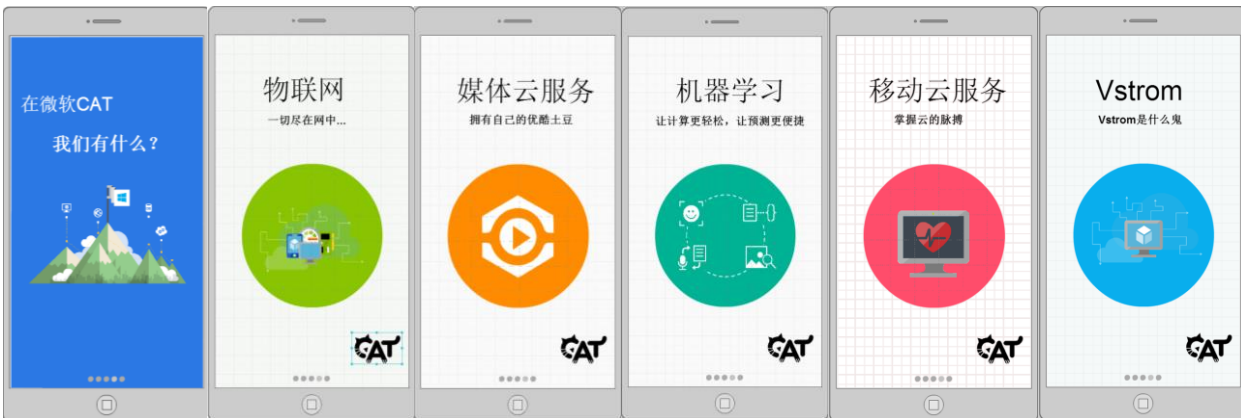 在微软CAT
我们有什么?
物联网
一切尽在网中...
CAT
媒体云服务
拥有自己的优酷土豆
CAT
机器学习
让计算更轻松,让预测更便捷
CAT
移动云服务
掌握云的脉搏
CAT
Vstrom
Vstrom是什么鬼
CAT